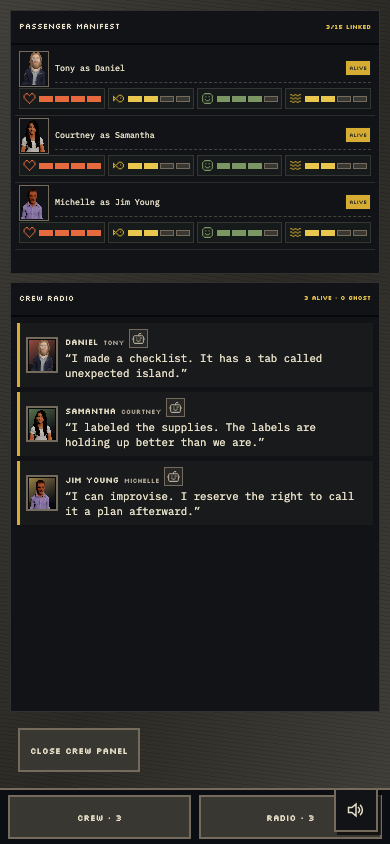 PASSENGER MANIFEST
3/15 LINKED
Tony as Daniel
ALIVE
Courtney as Samantha
ALIVE
Michelle as Jim Young
ALIVE
CREW RADIO
3 ALIVE · 0 GHOST
DANIEL TONY
“I made a checklist. It has a tab called
unexpected island.”
SAMANTHA COURTNEY
“I labeled the supplies. The labels are
holding up better than we are.”
JIM YOUNG MICHELLE
“I can improvise. I reserve the right to call
it a plan afterward.”
CLOSE CREW PANEL
CREW · 3
RADIO · 3